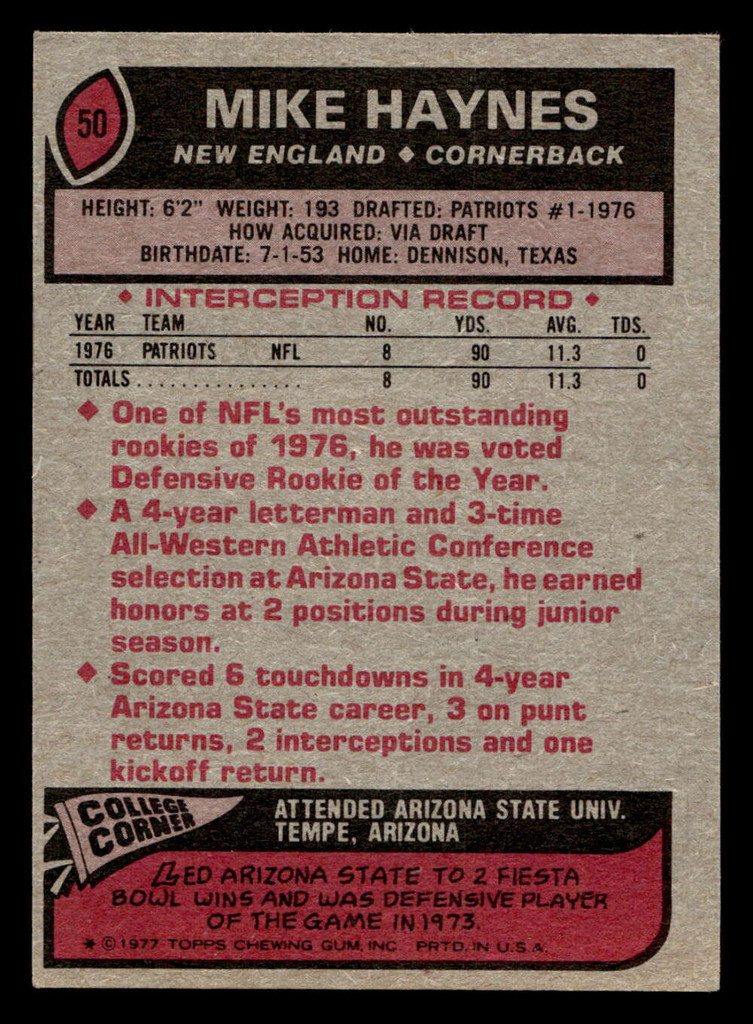 50
MIKE HAYNES
NEW ENGLAND ♦ CORNERBACK
HEIGHT: 6'2" WEIGHT: 193 DRAFTED: PATRIOTS #1-1976
HOW ACQUIRED: VIA DRAFT
BIRTHDATE: 7-1-53 HOME: DENNISON, TEXAS
♦ INTERCEPTION RECORD ♦
YEAR TEAM NO. YDS. AVG. TDS.
1976 PATRIOTS NFL 8 90 11.3 0
TOTALS............... 8 90 11.3 0
♦ One of NFL's most outstanding
rookies of 1976, he was voted
Defensive Rookie of the Year.
♦ A 4-year letterman and 3-time
All-Western Athletic Conference
selection at Arizona State, he earned
honors at 2 positions during junior
season.
♦ Scored 6 touchdowns in 4-year
Arizona State career, 3 on punt
returns, 2 interceptions and one
kickoff return.
COLLEGE
CORNER
ATTENDED ARIZONA STATE UNIV.
TEMPE, ARIZONA
LED ARIZONA STATE TO 2 FIESTA
BOWL WINS AND WAS DEFENSIVE PLAYER
OF THE GAME IN 1973.
* © 1977 TOPPS CHEWING GUM, INC. PRTD. IN U.S.A.